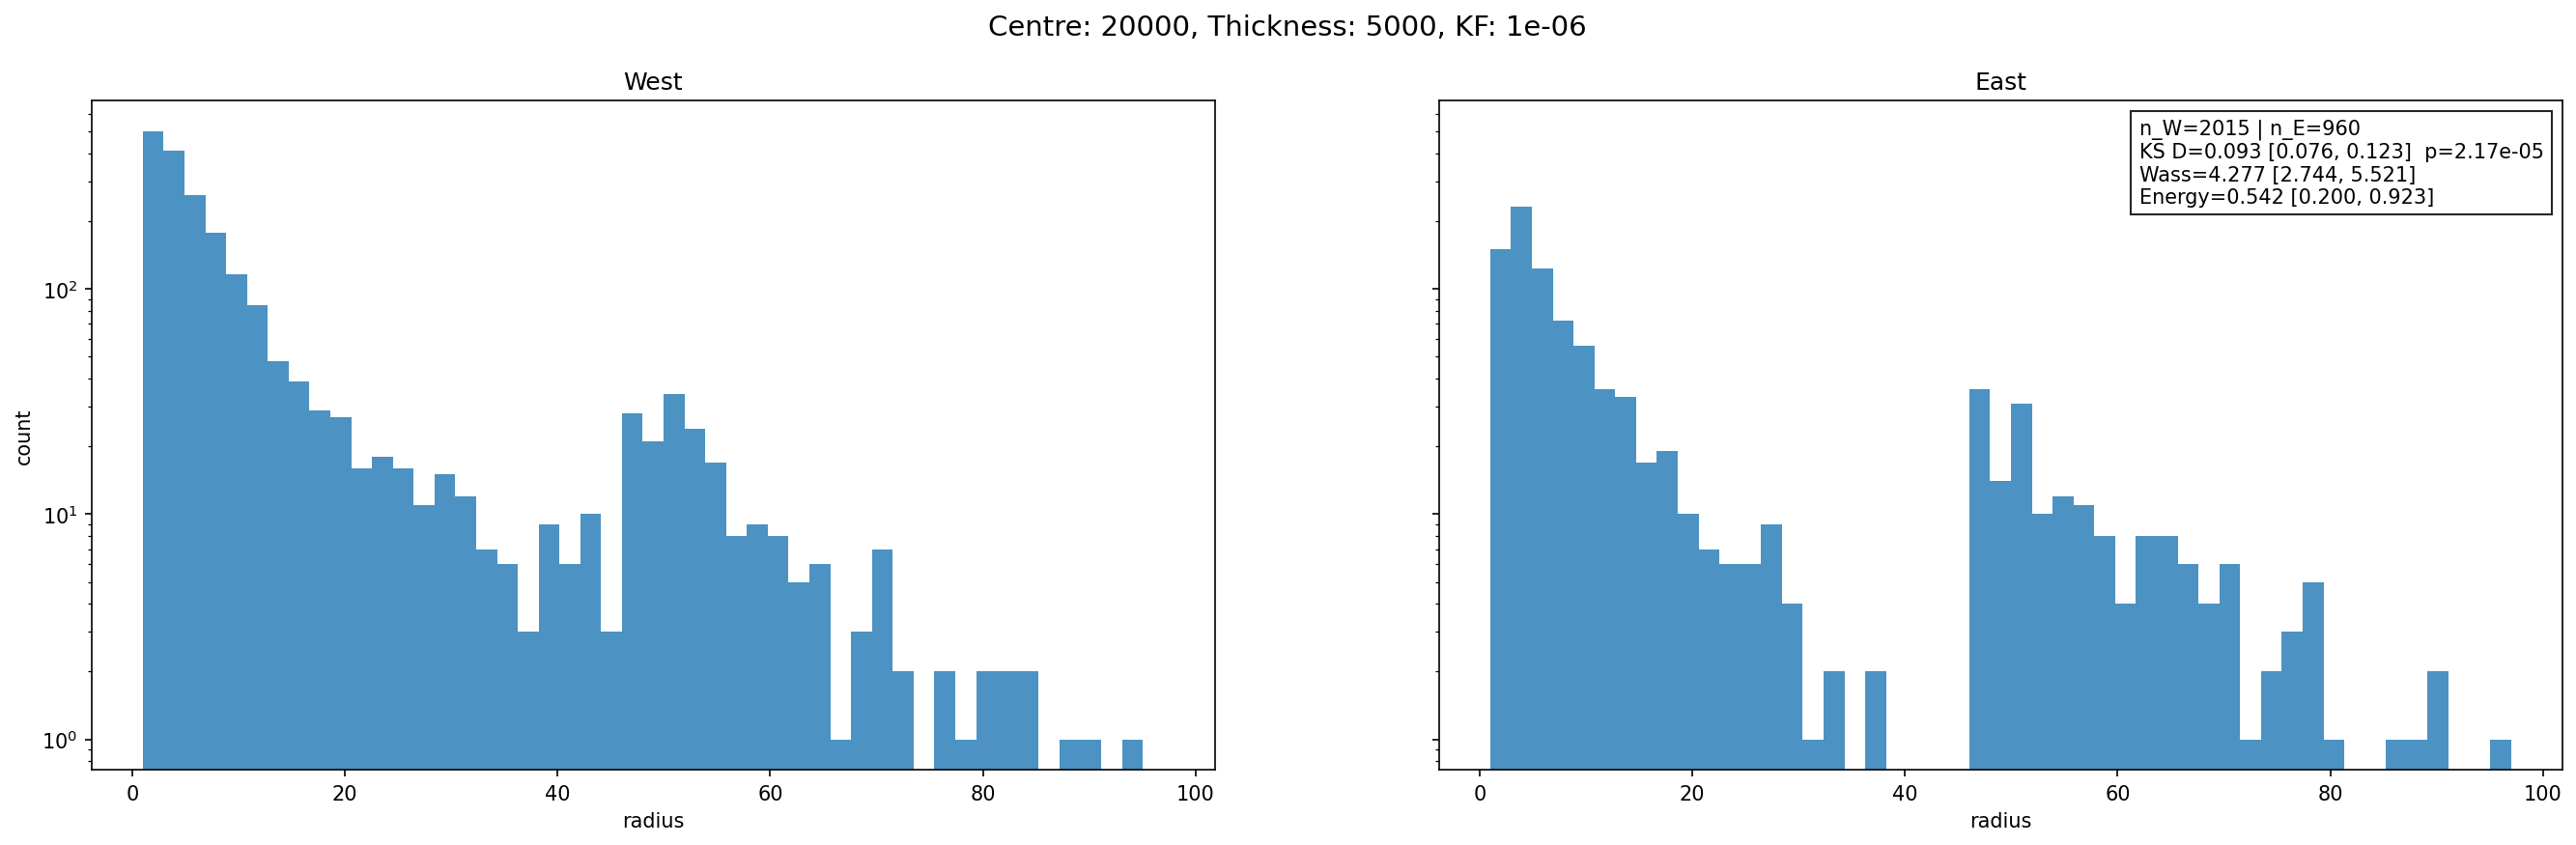 Centre: 20000, Thickness: 5000, KF: 1e-06
West
East
n_W=2015 | n_E=960
KS D=0.093 [0.076, 0.123]  p=2.17e-05
Wass=4.277 [2.744, 5.521]
Energy=0.542 [0.200, 0.923]
count
10²
10¹
10⁰
0 20 40 60 80 100
radius
0 20 40 60 80 100
radius